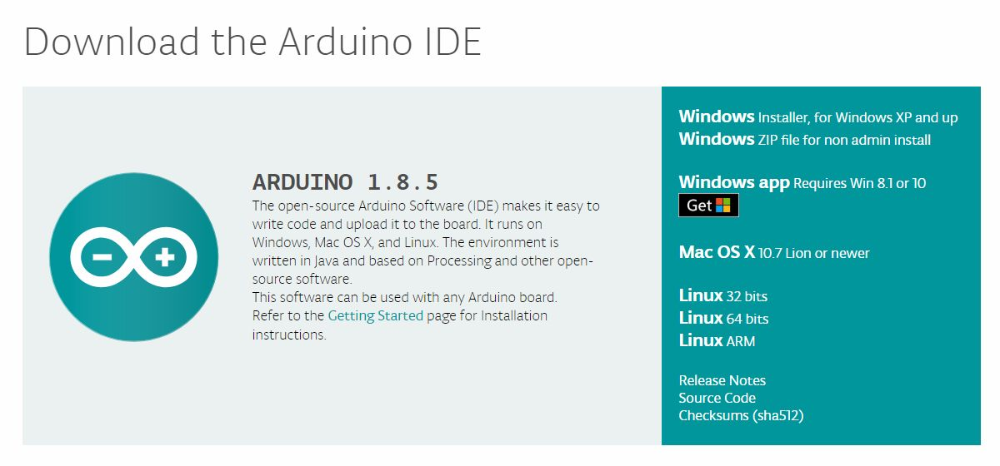 Download the Arduino IDE
ARDUINO 1.8.5
The open-source Arduino Software (IDE) makes it easy to
write code and upload it to the board. It runs on
Windows, Mac OS X, and Linux. The environment is
written in Java and based on Processing and other open-
source software.
This software can be used with any Arduino board.
Refer to the Getting Started page for Installation
instructions.
Windows Installer, for Windows XP and up
Windows ZIP file for non admin install
Windows app Requires Win 8.1 or 10
Get
Mac OS X 10.7 Lion or newer
Linux 32 bits
Linux 64 bits
Linux ARM
Release Notes
Source Code
Checksums (sha512)